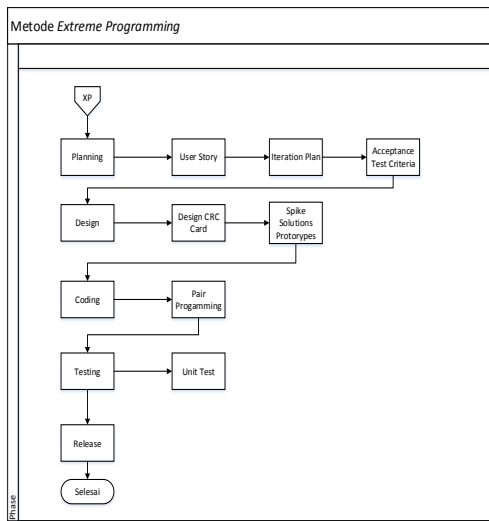 Metode Extreme Programming
XP
Planning
User Story
Iteration Plan
Acceptance
Test Criteria
Design
Design CRC
Card
Spike
Solutions
Protorypes
Coding
Pair
Progamming
Testing
Unit Test
Release
Selesai
Phase